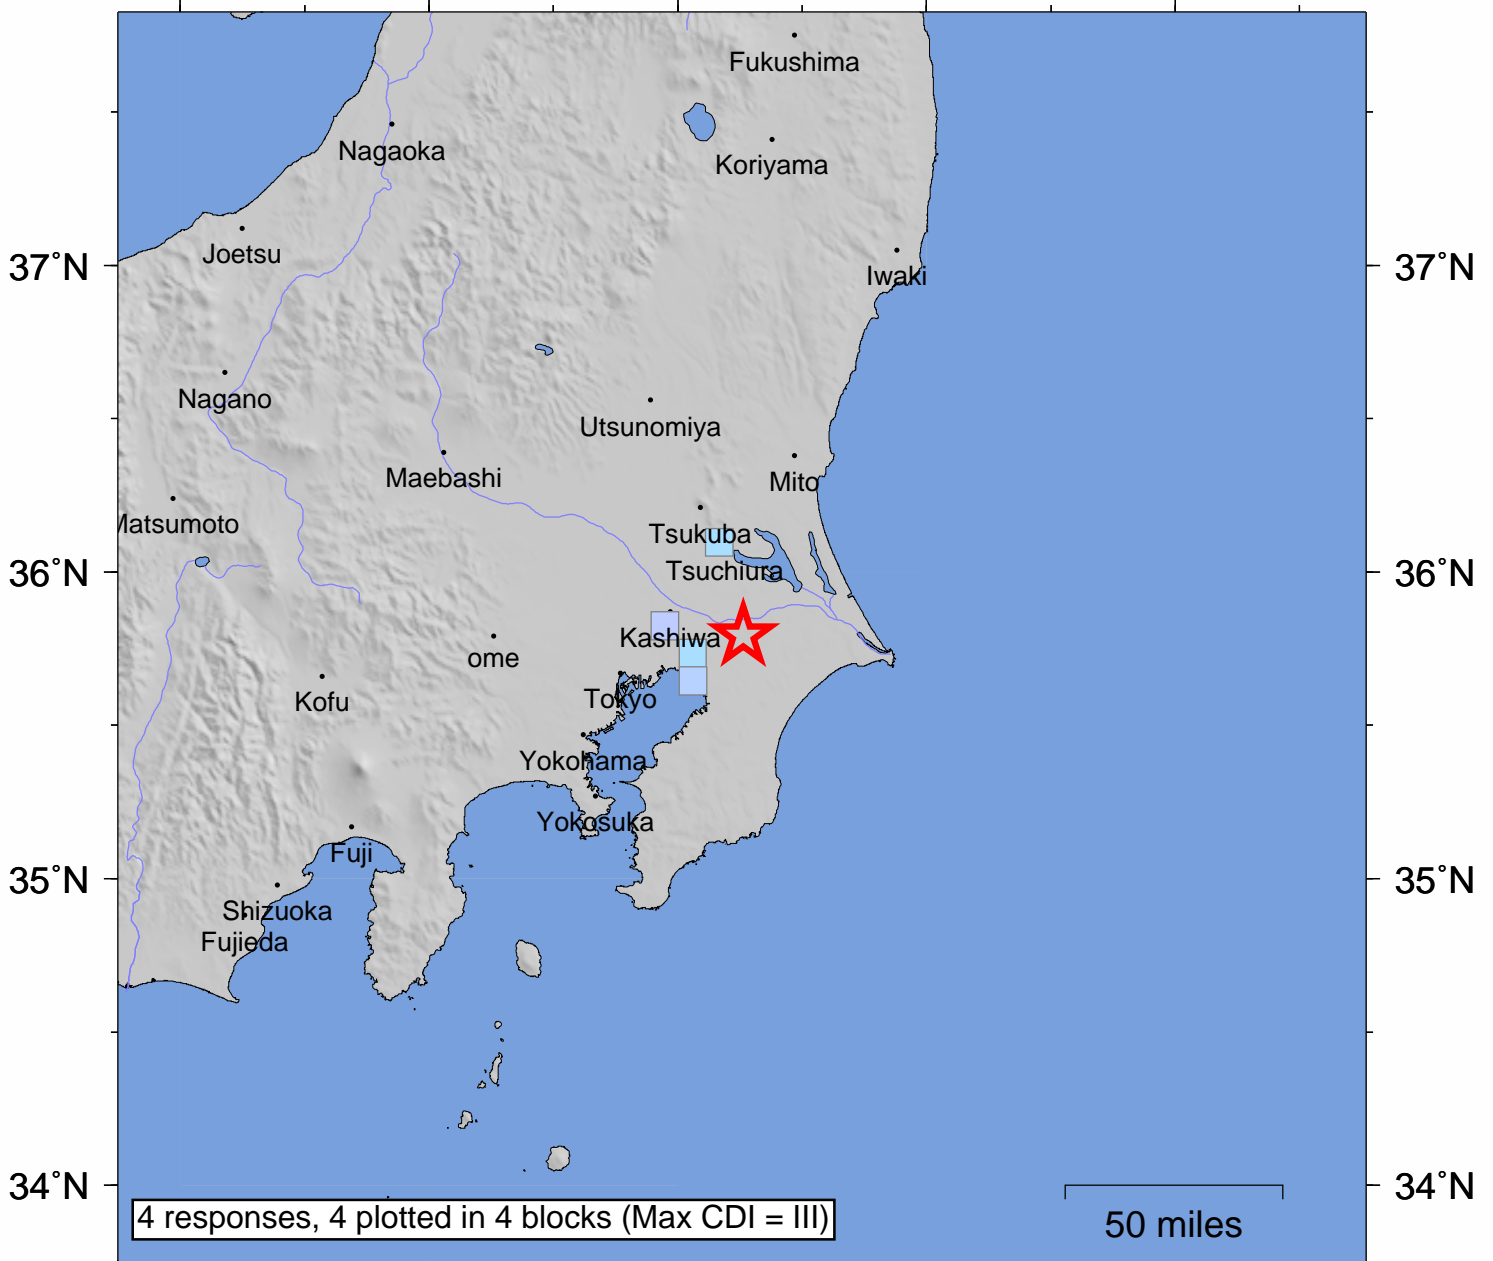 Fukushima
Nagaoka
Koriyama
Joetsu
37°N
37°N
Iwaki
Nagano
Utsunomiya
Maebashi
Mito
Matsumoto
Tsukuba
36°N
Tsuchiura
36°N
Kashiwa
ome
Kofu
Tokyo
Yokohama
Yokosuka
Fuji
35°N
35°N
Shizuoka
Fujieda
34°N
34°N
4 responses, 4 plotted in 4 blocks (Max CDI = III)
50 miles